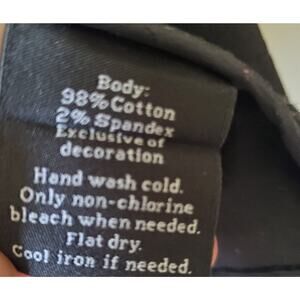 Body:
98% Cotton
2% Spandex
Exclusive of
decoration
Hand wash cold.
Only non-chlorine
bleach when needed.
Flat dry.
Cool iron if needed.